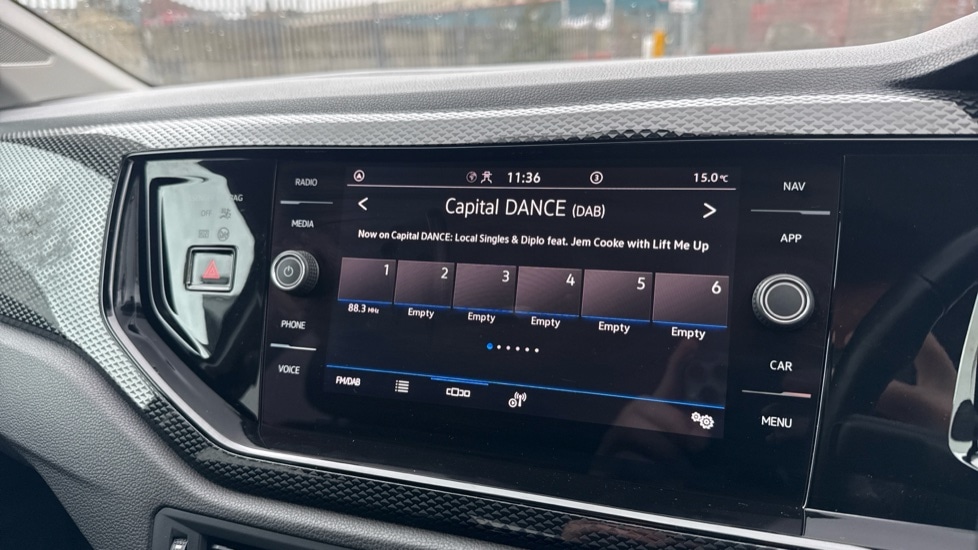 RADIO
MEDIA
PHONE
VOICE
11:36
3
15.0°C
Capital DANCE (DAB)
Now on Capital DANCE: Local Singles & Diplo feat. Jem Cooke with Lift Me Up
1 2 3 4 5 6
88.3 MHz Empty Empty Empty Empty Empty
FM/DAB
NAV
APP
CAR
MENU
OFF